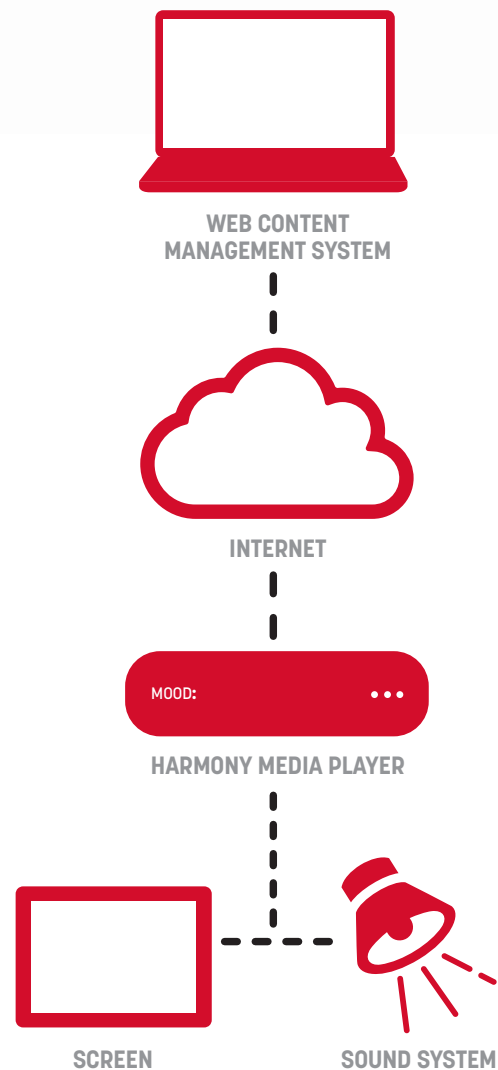 WEB CONTENT
MANAGEMENT SYSTEM
INTERNET
MOOD:
HARMONY MEDIA PLAYER
SCREEN
SOUND SYSTEM